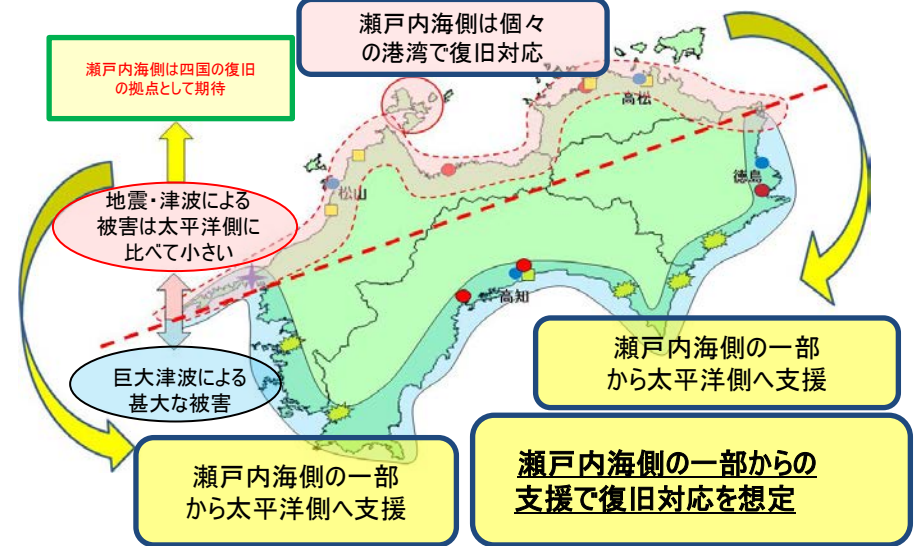 瀬戸内海側は個々
の港湾で復旧対応
瀬戸内海側は四国の復旧
の拠点として期待
高松
徳島
松山
地震・津波による
被害は太平洋側に
比べて小さい
高知
巨大津波による
甚大な被害
瀬戸内海側の一部
から太平洋側へ支援
瀬戸内海側の一部
から太平洋側へ支援
瀬戸内海側の一部からの
支援で復旧対応を想定